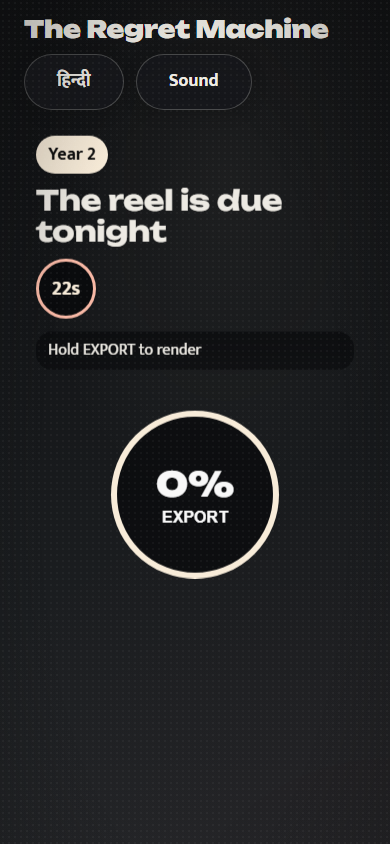 The Regret Machine
हिन्दी
Sound
Year 2
The reel is due
tonight
22s
Hold EXPORT to render
0%
EXPORT